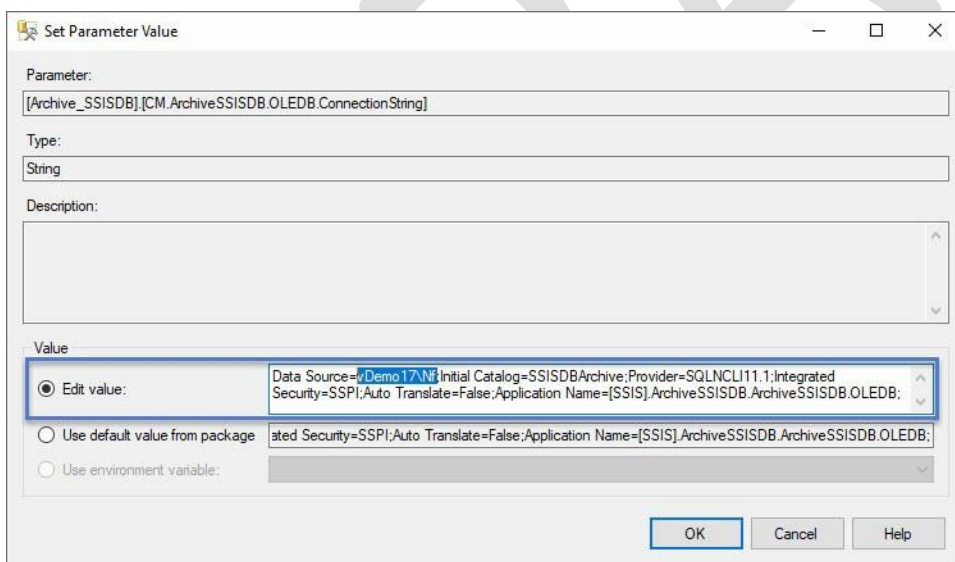 Set Parameter Value
Parameter:
[Archive_SSISDB].[CM.ArchiveSSISDB.OLEDB.ConnectionString]
Type:
String
Description:
Value
Edit value:
Data Source=vDemo17\Nf;Initial Catalog=SSISDBArchive;Provider=SQLNCLI11.1;Integrated
Security=SSPI;Auto Translate=False;Application Name=[SSIS].ArchiveSSISDB.ArchiveSSISDB.OLEDB;
Use default value from package
ated Security=SSPI;Auto Translate=False;Application Name=[SSIS].ArchiveSSISDB.ArchiveSSISDB.OLEDB;
Use environment variable:
OK
Cancel
Help